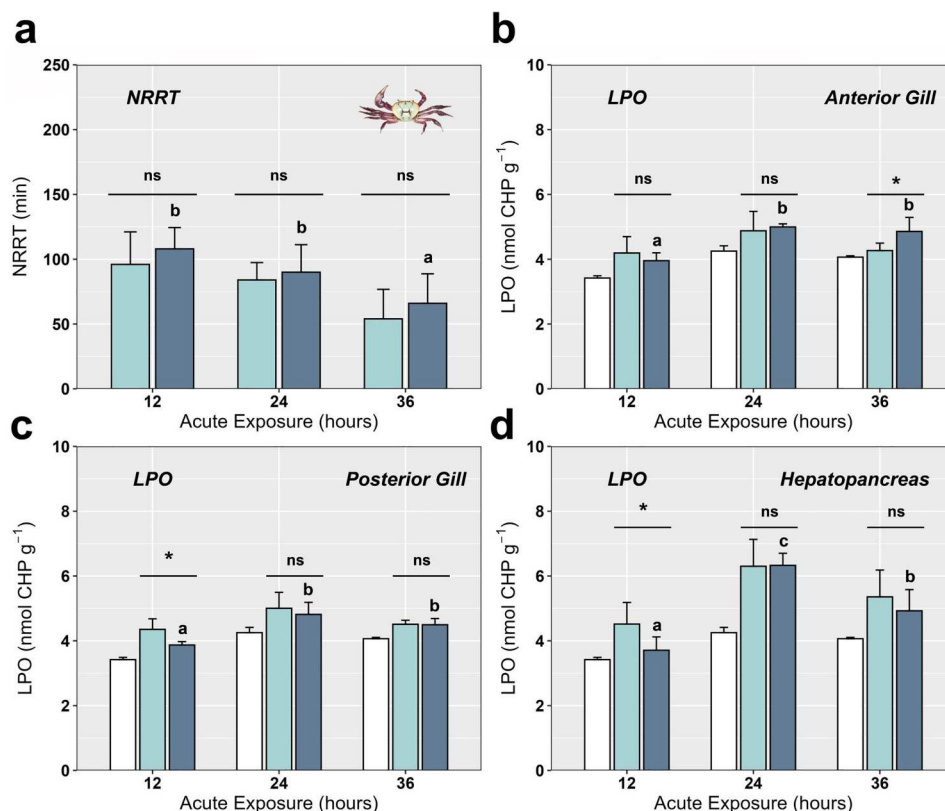 a
250
200
150
100
50
0
NRRT (min)
NRRT
ns
ns
ns
b
b
a
12
24
36
Acute Exposure (hours)
b
10
8
6
4
2
0
LPO (nmol CHP g⁻¹)
LPO
Anterior Gill
ns
ns
*
a
b
b
12
24
36
Acute Exposure (hours)
c
10
8
6
4
2
0
LPO (nmol CHP g⁻¹)
LPO
Posterior Gill
*
ns
ns
a
b
b
12
24
36
Acute Exposure (hours)
d
10
8
6
4
2
0
LPO (nmol CHP g⁻¹)
LPO
Hepatopancreas
*
ns
ns
a
c
b
12
24
36
Acute Exposure (hours)